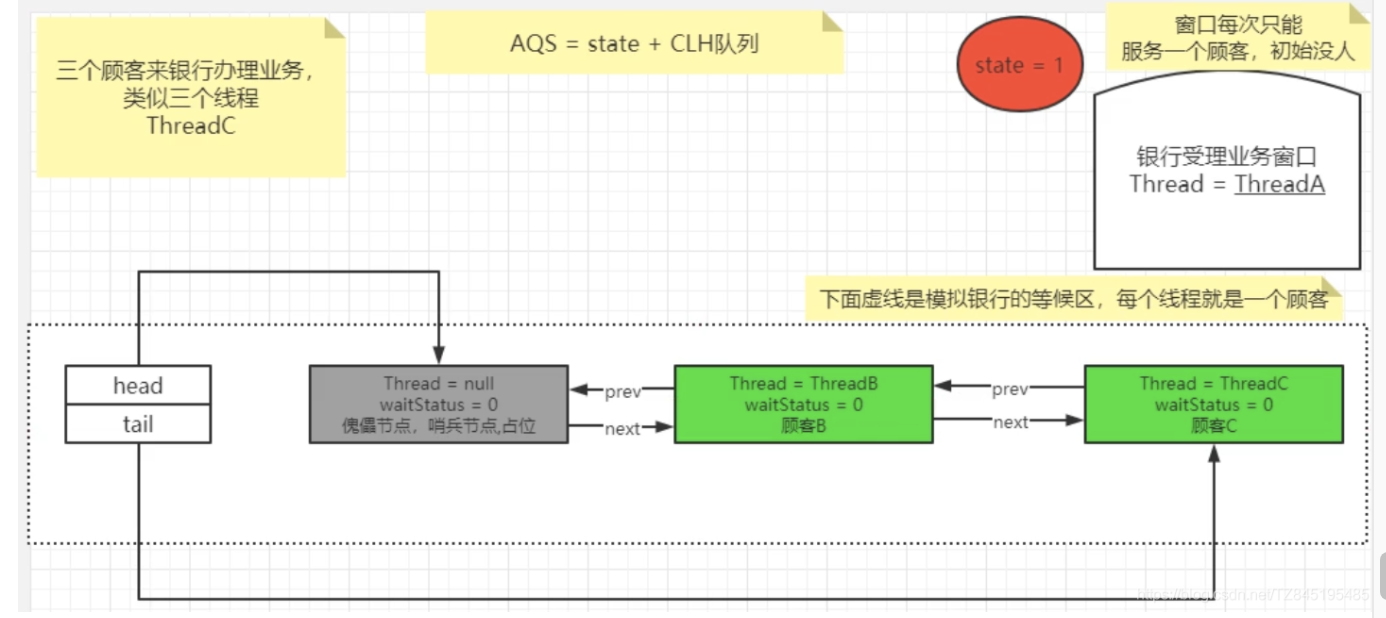 三个顾客来银行办理业务，
类似三个线程
ThreadC
AQS = state + CLH队列
state = 1
窗口每次只能
服务一个顾客，初始没人
银行受理业务窗口
Thread = ThreadA
下面虚线是模拟银行的等候区，每个线程就是一个顾客
head
tail
Thread = null
waitStatus = 0
傀儡节点，哨兵节点,占位
prev
next
Thread = ThreadB
waitStatus = 0
顾客B
prev
next
Thread = ThreadC
waitStatus = 0
顾客C
https://blog.csdn.net/TZ845195485